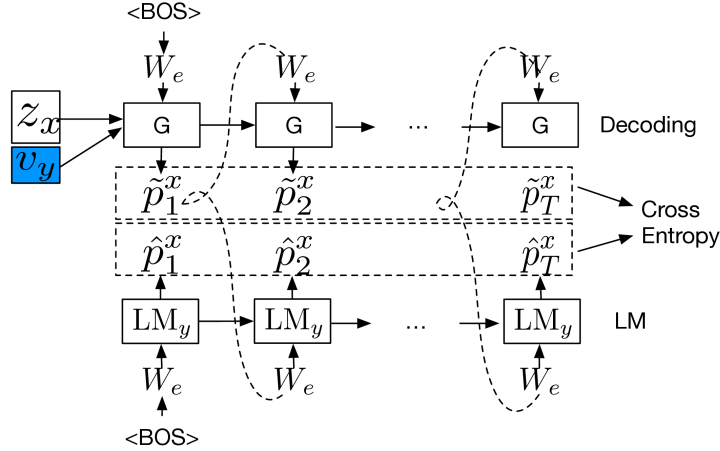 <BOS>
W_e W_e W_e
z_x
G G ... G Decoding
v_y
p̃_1^x p̃_2^x p̃_T^x
Cross
Entropy
p̂_1^x p̂_2^x p̂_T^x
LM_y LM_y ... LM_y LM
W_e W_e W_e
<BOS>